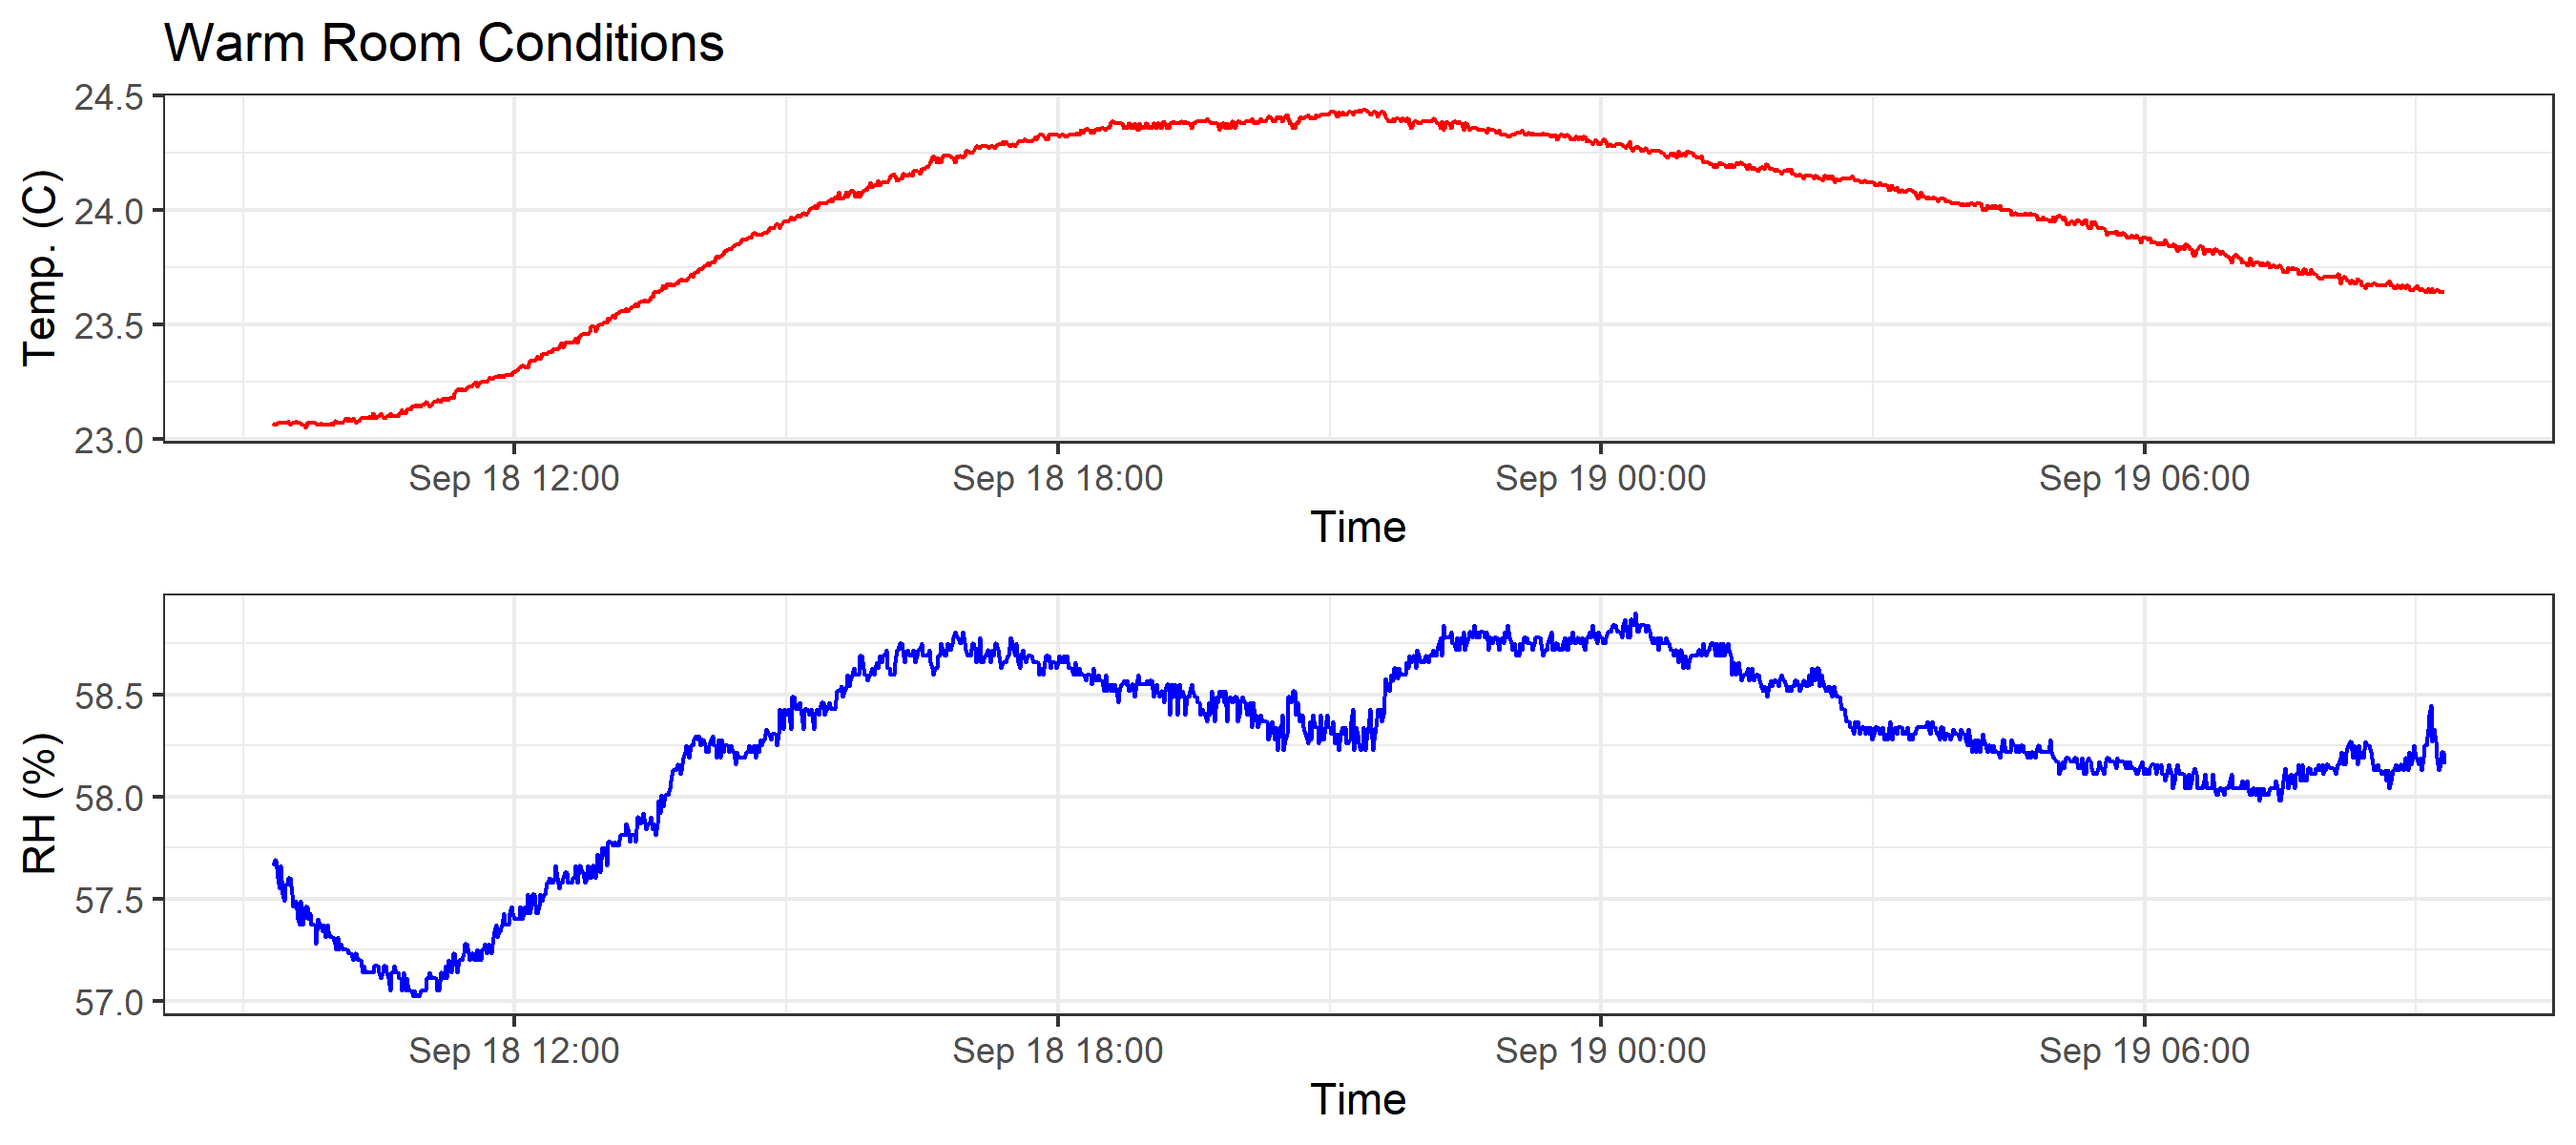 Warm Room Conditions
24.5
24.0
23.5
23.0
Temp. (C)
Sep 18 12:00 Sep 18 18:00 Sep 19 00:00 Sep 19 06:00
Time
58.5
58.0
57.5
57.0
RH (%)
Sep 18 12:00 Sep 18 18:00 Sep 19 00:00 Sep 19 06:00
Time